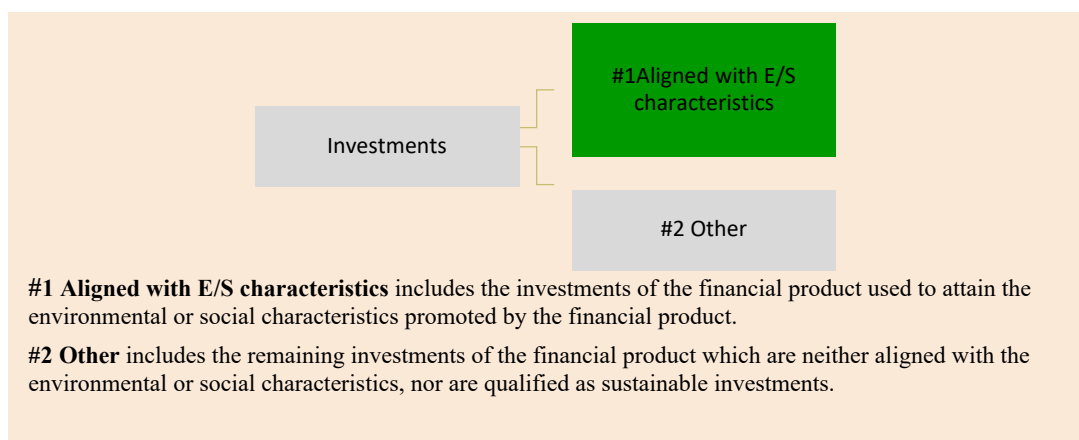 #1Aligned with E/S
characteristics
Investments
#2 Other
#1 Aligned with E/S characteristics includes the investments of the financial product used to attain the
environmental or social characteristics promoted by the financial product.
#2 Other includes the remaining investments of the financial product which are neither aligned with the
environmental or social characteristics, nor are qualified as sustainable investments.